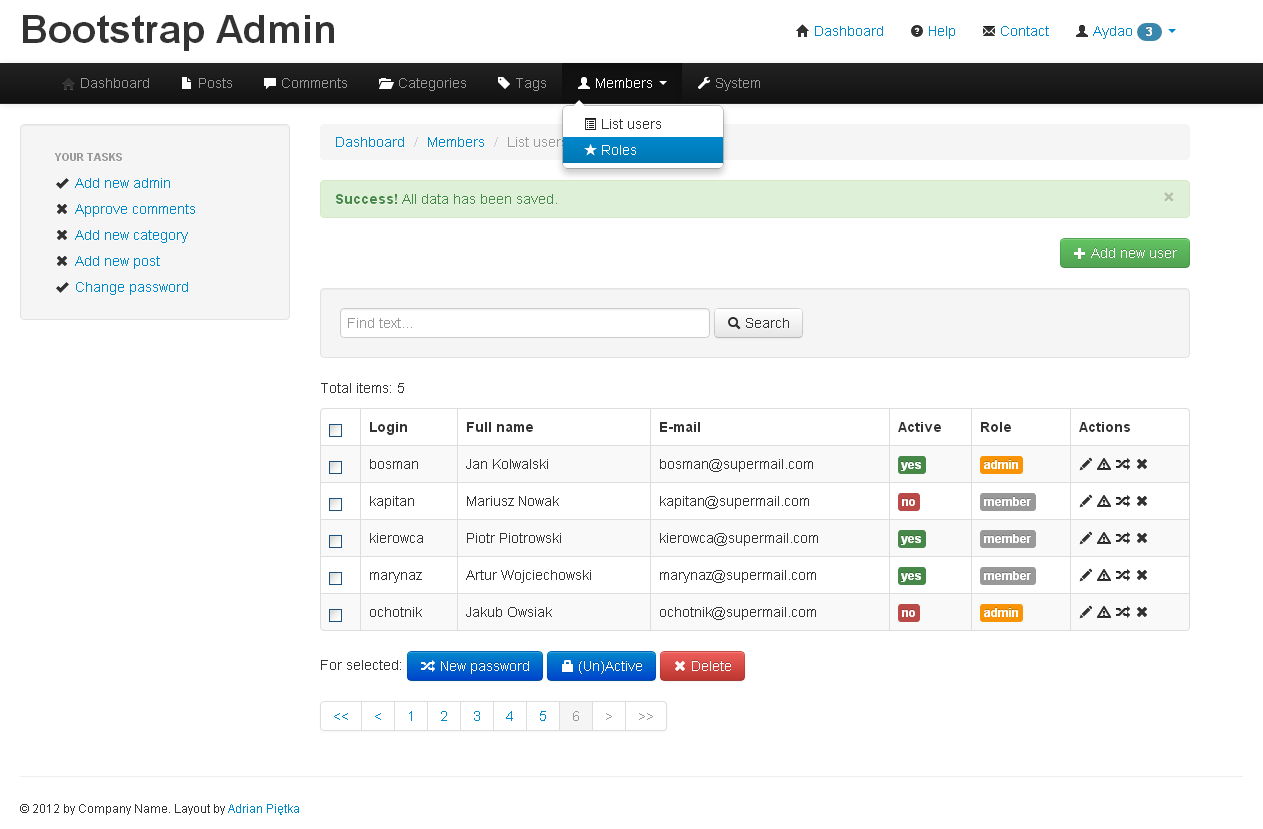 Bootstrap Admin
Dashboard Help Contact Aydao 3
Dashboard Posts Comments Categories Tags Members System
List users
Roles
YOUR TASKS
Add new admin
Approve comments
Add new category
Add new post
Change password
Dashboard / Members / List users
Success! All data has been saved. ×
Add new user
Find text... Search
Total items: 5
Login Full name E-mail Active Role Actions
bosman Jan Kolwalski bosman@supermail.com yes admin
kapitan Mariusz Nowak kapitan@supermail.com no member
kierowca Piotr Piotrowski kierowca@supermail.com yes member
marynaz Artur Wojciechowski marynaz@supermail.com yes member
ochotnik Jakub Owsiak ochotnik@supermail.com no admin
For selected: New password (Un)Active Delete
<< < 1 2 3 4 5 6 > >>
© 2012 by Company Name. Layout by Adrian Piętka